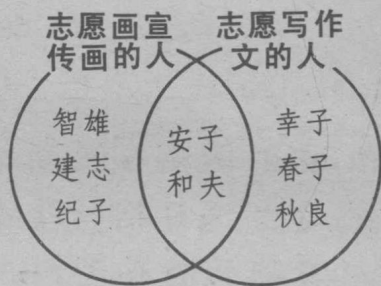 志愿画宣
传画的人
志愿写作
文的人
智雄
建志
纪子
安子
和夫
幸子
春子
秋良